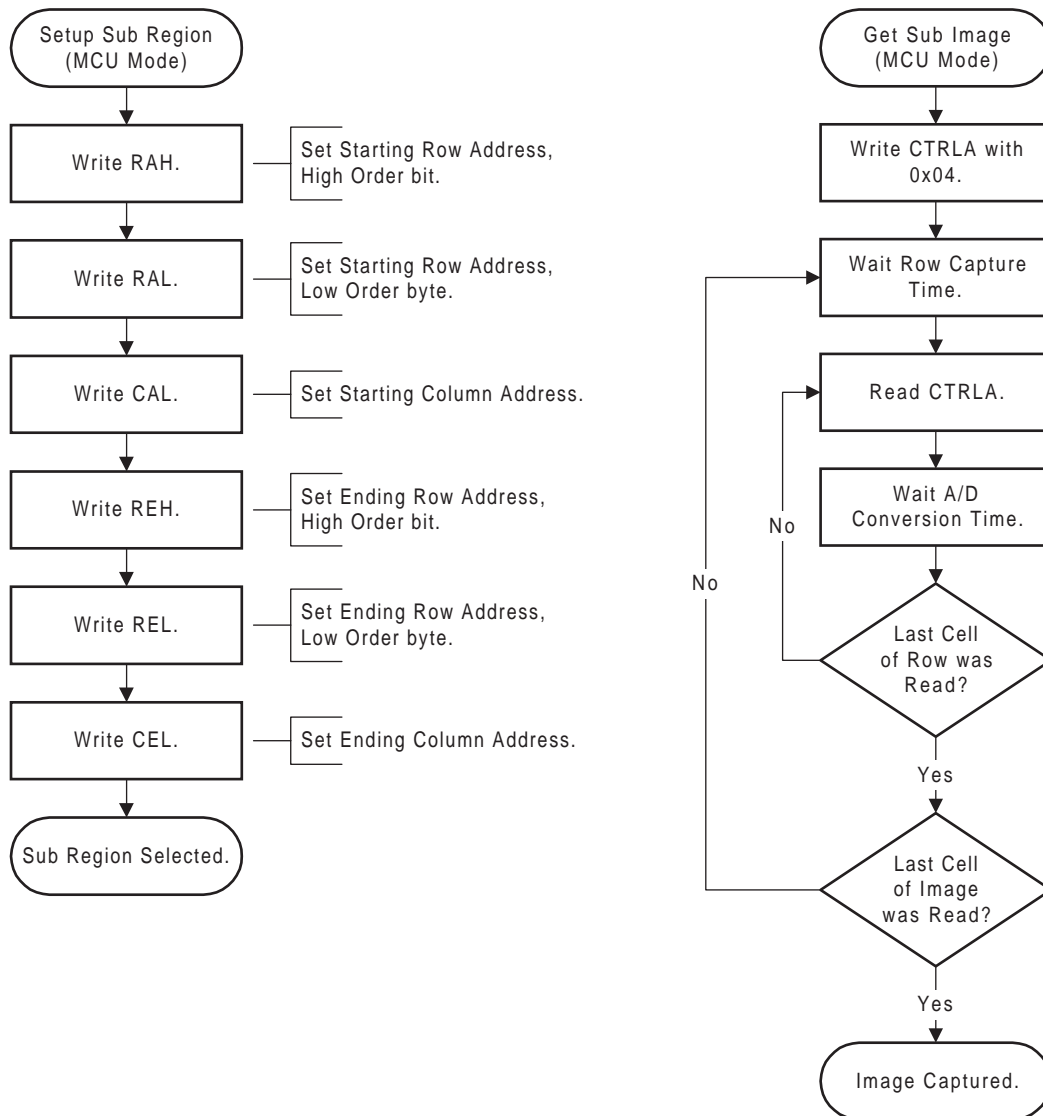 Setup Sub Region
(MCU Mode)
Write RAH.
Set Starting Row Address,
High Order bit.
Write RAL.
Set Starting Row Address,
Low Order byte.
Write CAL.
Set Starting Column Address.
Write REH.
Set Ending Row Address,
High Order bit.
Write REL.
Set Ending Row Address,
Low Order byte.
Write CEL.
Set Ending Column Address.
Sub Region Selected.
Get Sub Image
(MCU Mode)
Write CTRLA with
0x04.
Wait Row Capture
Time.
Read CTRLA.
Wait A/D
Conversion Time.
No
No
Last Cell
of Row was
Read?
Yes
Last Cell
of Image
was Read?
Yes
Image Captured.